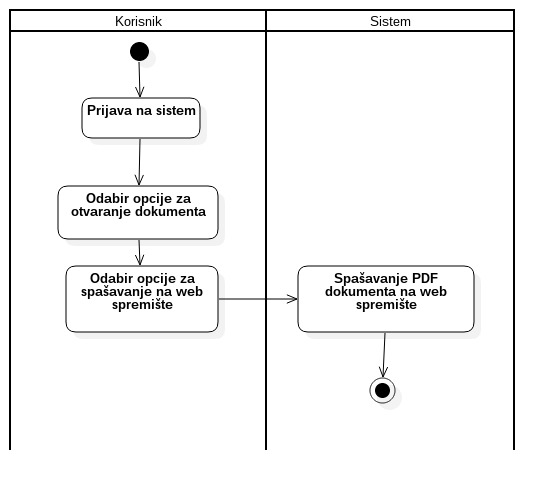 Korisnik
Sistem
Prijava na sistem
Odabir opcije za
otvaranje dokumenta
Odabir opcije za
spašavanje na web
spremište
Spašavanje PDF
dokumenta na web
spremište